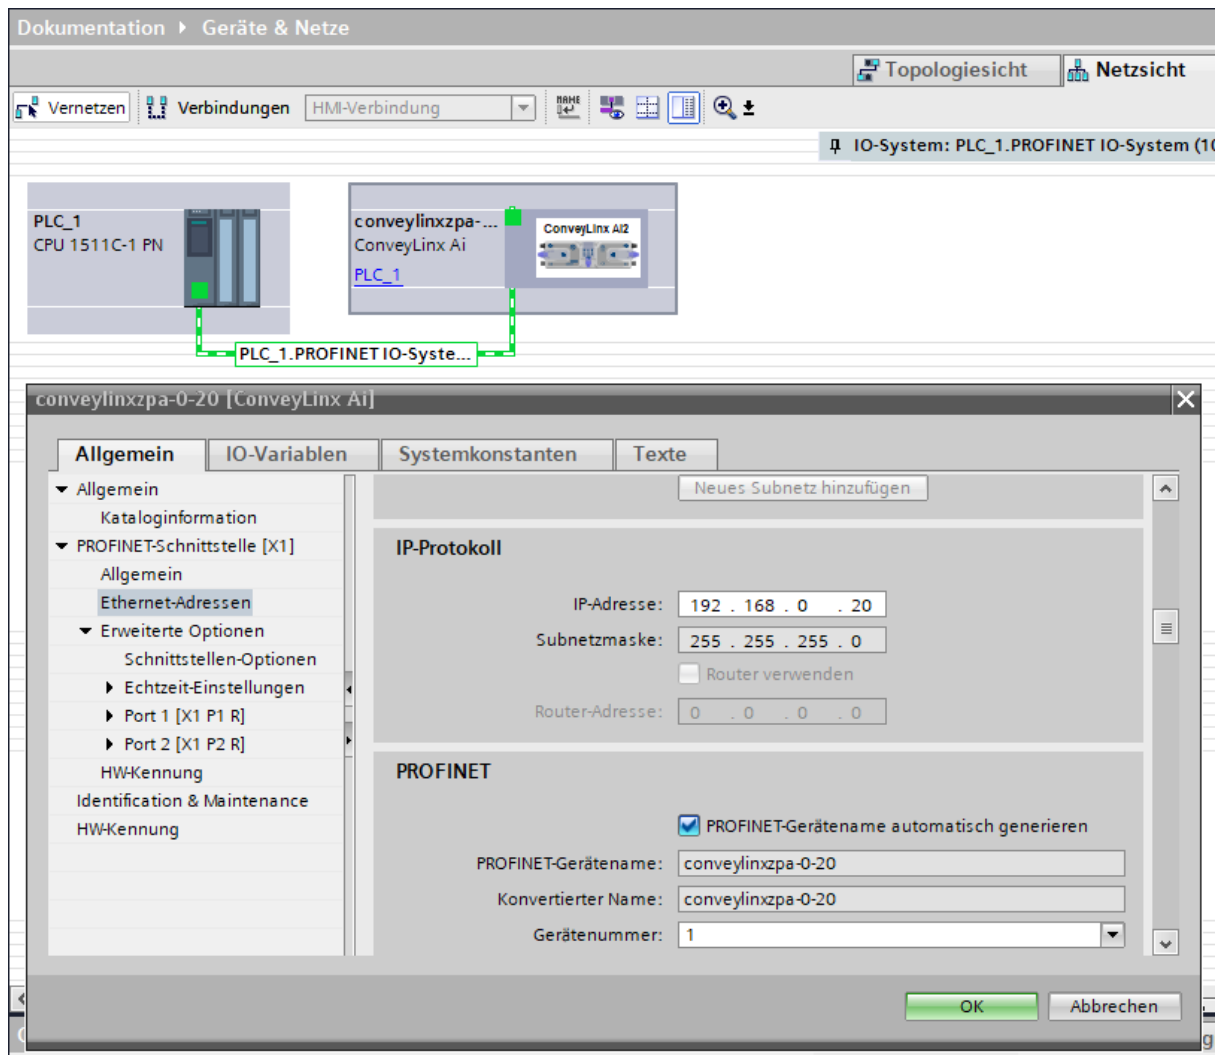 Dokumentation ▸ Geräte & Netze
Topologiesicht Netzsicht
Vernetzen Verbindungen HMI-Verbindung
IO-System: PLC_1.PROFINET IO-System (10
PLC_1
CPU 1511C-1 PN
conveylinxzpa-...
ConveyLinx Ai
PLC_1
ConveyLinx Ai2
PLC_1.PROFINET IO-Syste...
conveylinxzpa-0-20 [ConveyLinx Ai]
Allgemein IO-Variablen Systemkonstanten Texte
Allgemein
Kataloginformation
PROFINET-Schnittstelle [X1]
Allgemein
Ethernet-Adressen
Erweiterte Optionen
Schnittstellen-Optionen
Echtzeit-Einstellungen
Port 1 [X1 P1 R]
Port 2 [X1 P2 R]
HW-Kennung
Identification & Maintenance
HW-Kennung
Neues Subnetz hinzufügen
IP-Protokoll
IP-Adresse: 192 . 168 . 0 . 20
Subnetzmaske: 255 . 255 . 255 . 0
Router verwenden
Router-Adresse: 0 . 0 . 0 . 0
PROFINET
PROFINET-Gerätename automatisch generieren
PROFINET-Gerätename: conveylinxzpa-0-20
Konvertierter Name: conveylinxzpa-0-20
Gerätenummer: 1
OK Abbrechen